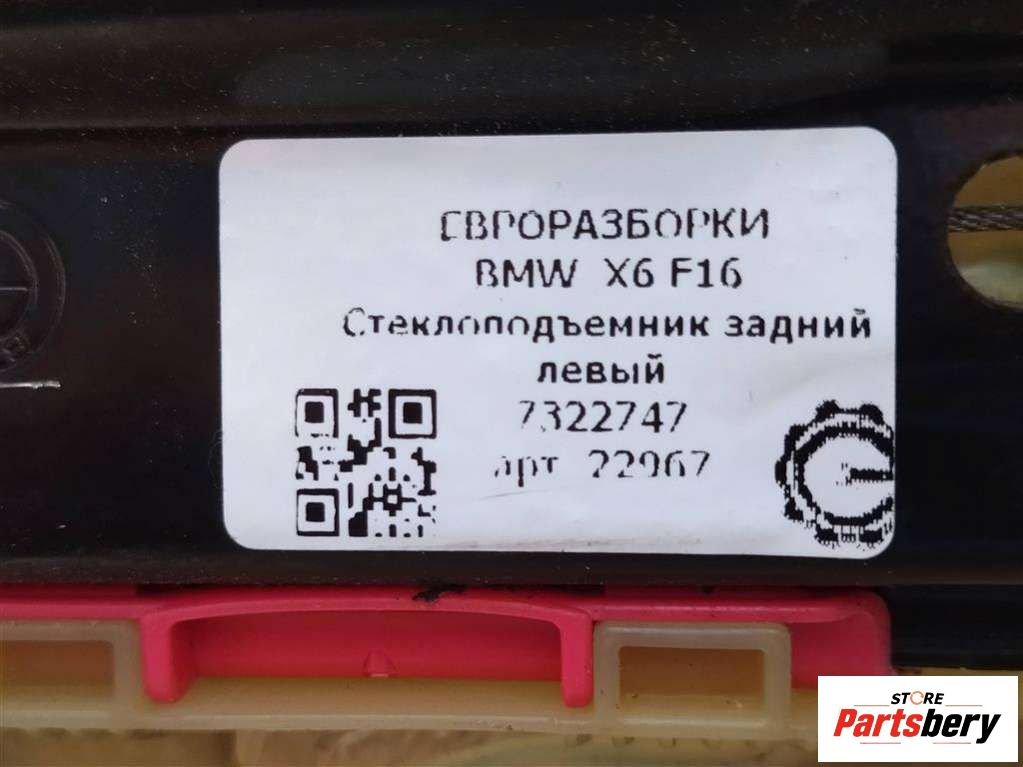 ЕВРОРАЗБОРКИ
BMW X6 F16
Стеклоподъемник задний
левый
7322747
арт. 22967
STORE
Partsbery